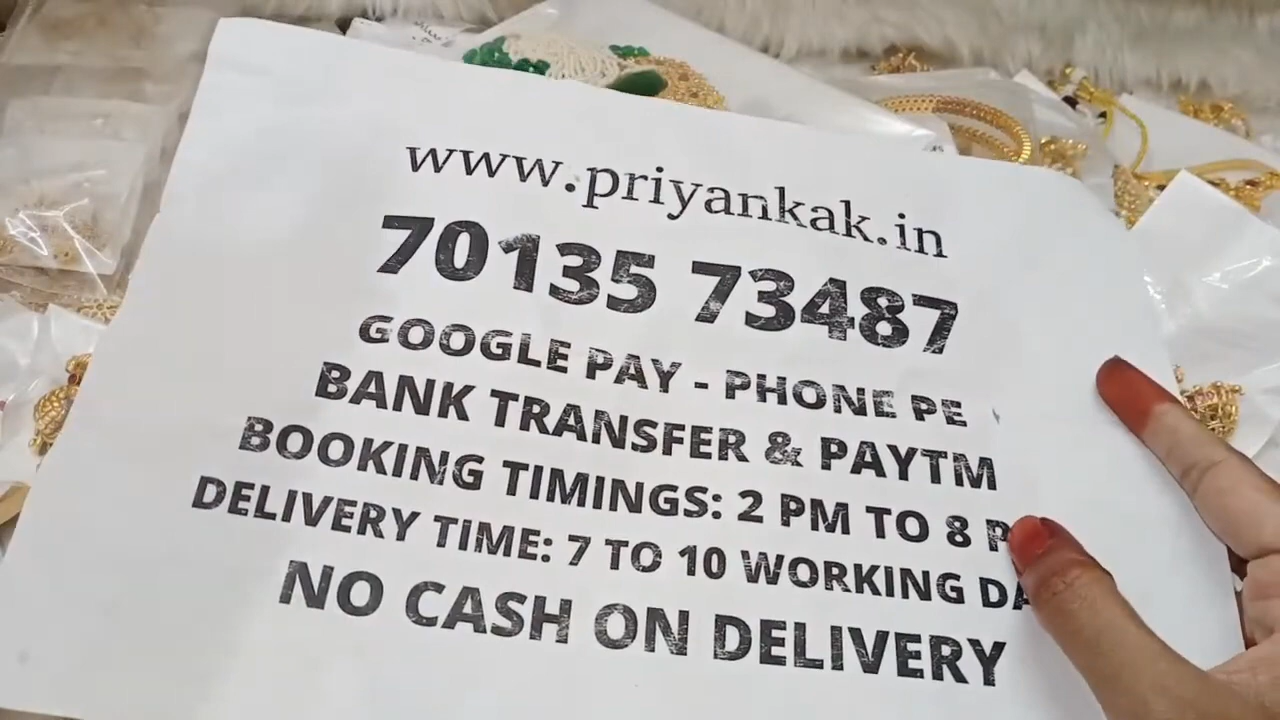 www.priyankak.in
70135 73487
GOOGLE PAY - PHONE PE
BANK TRANSFER & PAYTM
BOOKING TIMINGS: 2 PM TO 8 P
DELIVERY TIME: 7 TO 10 WORKING DA
NO CASH ON DELIVERY